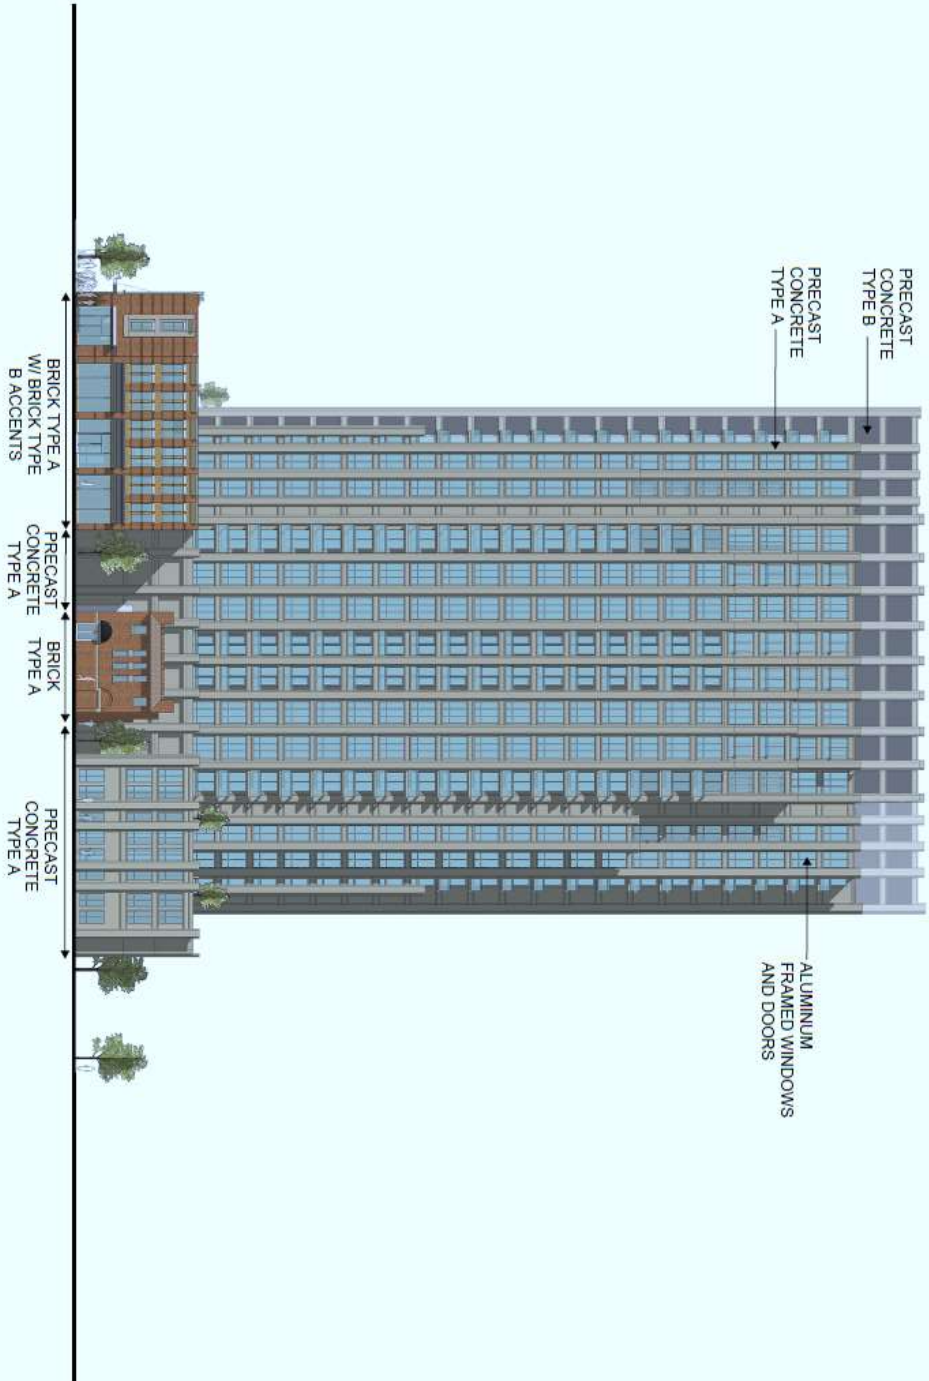 PRECAST
CONCRETE
TYPE B
PRECAST
CONCRETE
TYPE A
ALUMINUM
FRAMED WINDOWS
AND DOORS
BRICK TYPE A
W/ BRICK TYPE
B ACCENTS
PRECAST
CONCRETE
TYPE A
BRICK
TYPE A
PRECAST
CONCRETE
TYPE A